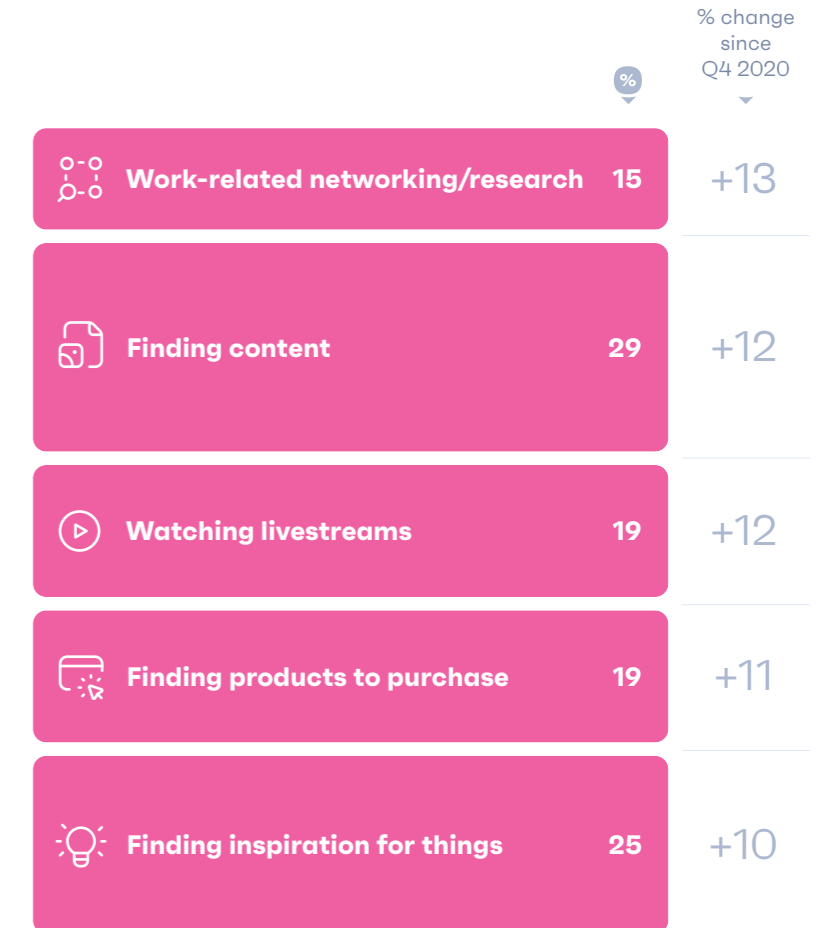 % change
since
Q4 2020
%
Work-related networking/research 15 +13
Finding content 29 +12
Watching livestreams 19 +12
Finding products to purchase 19 +11
Finding inspiration for things 25 +10